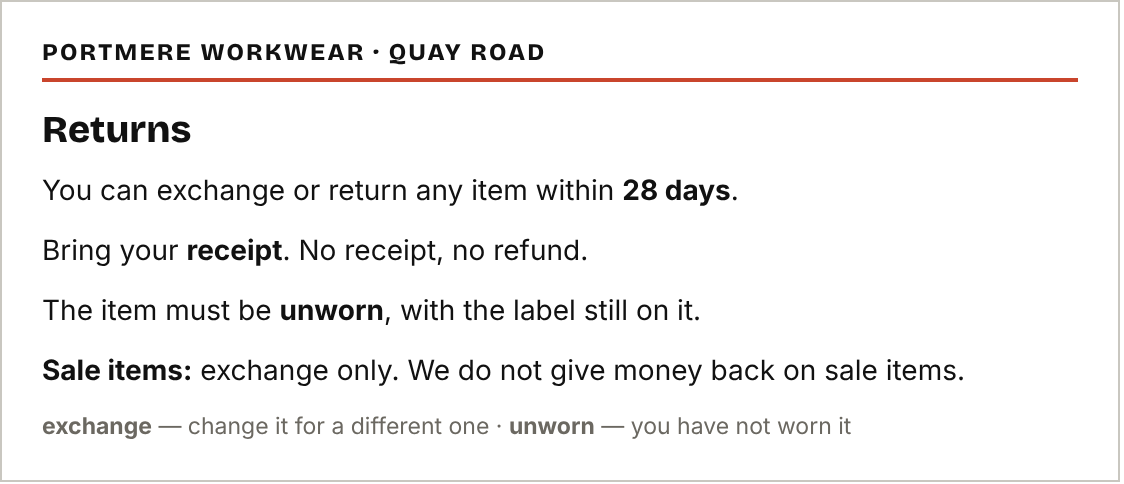 PORTMERE WORKWEAR · QUAY ROAD
Returns
You can exchange or return any item within 28 days.
Bring your receipt. No receipt, no refund.
The item must be unworn, with the label still on it.
Sale items: exchange only. We do not give money back on sale items.
exchange — change it for a different one · unworn — you have not worn it